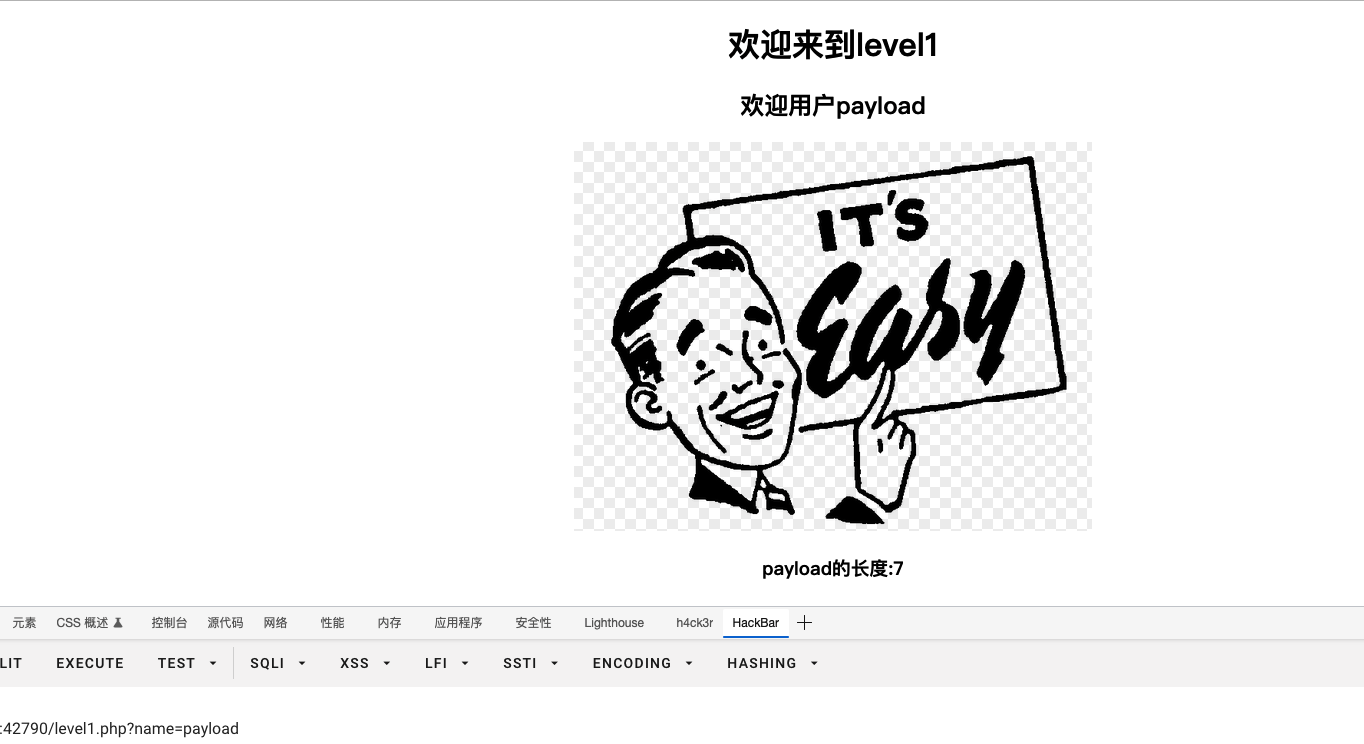 欢迎来到level1
欢迎用户payload
IT'S
Easy
payload的长度:7
元素 CSS 概述 控制台 源代码 网络 性能 内存 应用程序 安全性 Lighthouse h4ck3r HackBar
LIT EXECUTE TEST SQLI XSS LFI SSTI ENCODING HASHING
:42790/level1.php?name=payload